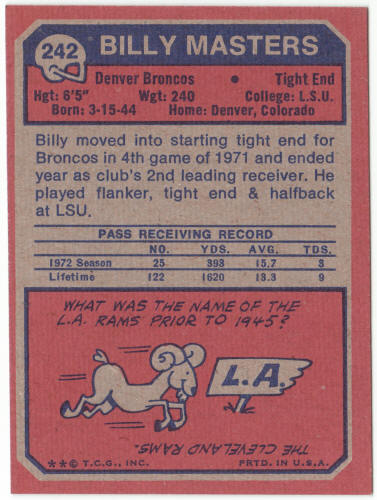 242
BILLY MASTERS
Denver Broncos • Tight End
Hgt: 6'5" Wgt: 240 College: L.S.U.
Born: 3-15-44 Home: Denver, Colorado
Billy moved into starting tight end for
Broncos in 4th game of 1971 and ended
year as club's 2nd leading receiver. He
played flanker, tight end & halfback
at LSU.
PASS RECEIVING RECORD
NO. YDS. AVG. TDS.
1972 Season 25 393 15.7 3
Lifetime 122 1620 13.3 9
WHAT WAS THE NAME OF THE
L.A. RAMS PRIOR TO 1945?
L.A.
THE CLEVELAND RAMS.
**© T.C.G., INC. PRTD. IN U.S.A.